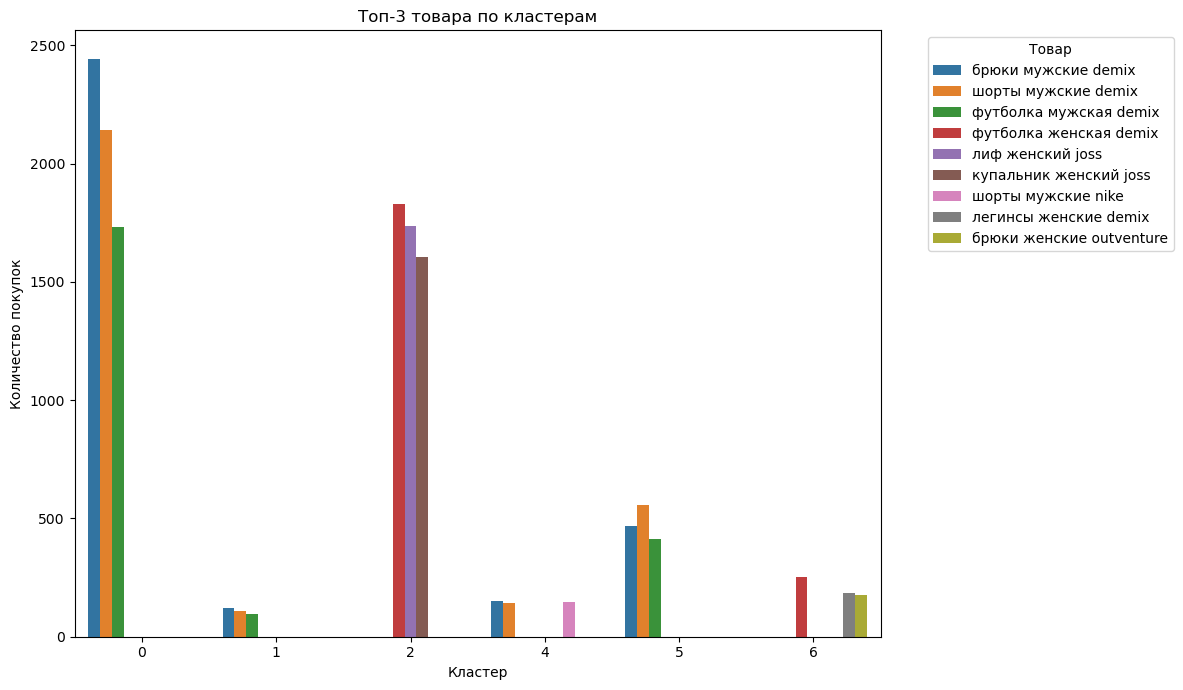 Топ-3 товара по кластерам
Количество покупок
2500
2000
1500
1000
500
0
0 1 2 4 5 6
Кластер
Товар
брюки мужские demix
шорты мужские demix
футболка мужская demix
футболка женская demix
лиф женский joss
купальник женский joss
шорты мужские nike
легинсы женские demix
брюки женские outventure